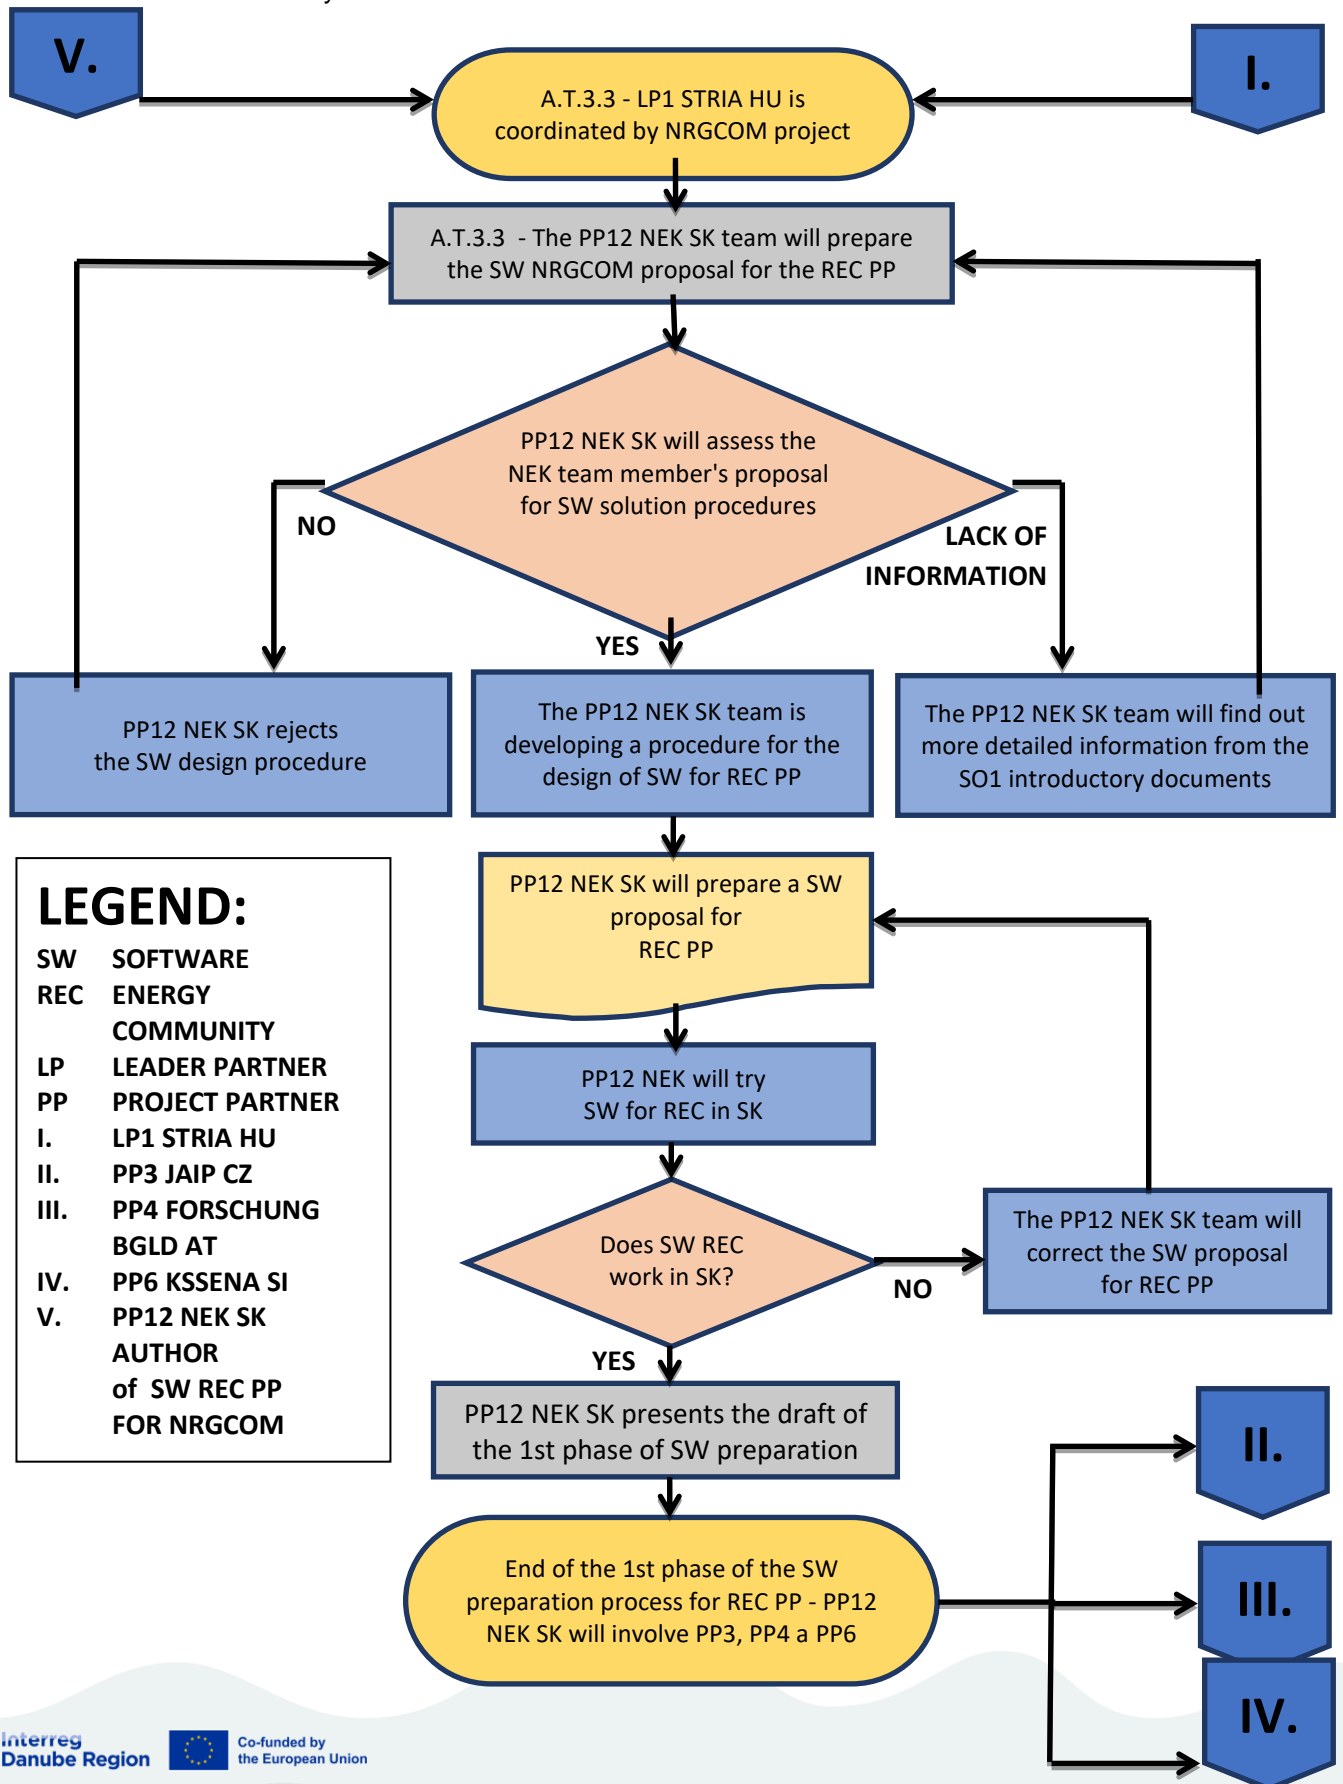 V.
I.
A.T.3.3 - LP1 STRIA HU is
coordinated by NRGCOM project
A.T.3.3 - The PP12 NEK SK team will prepare
the SW NRGCOM proposal for the REC PP
PP12 NEK SK will assess the
NEK team member's proposal
for SW solution procedures
NO
LACK OF
INFORMATION
YES
PP12 NEK SK rejects
the SW design procedure
The PP12 NEK SK team is
developing a procedure for the
design of SW for REC PP
The PP12 NEK SK team will find out
more detailed information from the
SO1 introductory documents
PP12 NEK SK will prepare a SW
proposal for
REC PP
PP12 NEK will try
SW for REC in SK
Does SW REC
work in SK?
NO
The PP12 NEK SK team will
correct the SW proposal
for REC PP
YES
PP12 NEK SK presents the draft of
the 1st phase of SW preparation
End of the 1st phase of the SW
preparation process for REC PP - PP12
NEK SK will involve PP3, PP4 a PP6
II.
III.
IV.
LEGEND:
SW SOFTWARE
REC ENERGY
COMMUNITY
LP LEADER PARTNER
PP PROJECT PARTNER
I. LP1 STRIA HU
II. PP3 JAIP CZ
III. PP4 FORSCHUNG
BGLD AT
IV. PP6 KSSENA SI
V. PP12 NEK SK
AUTHOR
of SW REC PP
FOR NRGCOM
Interreg
Danube Region
Co-funded by
the European Union